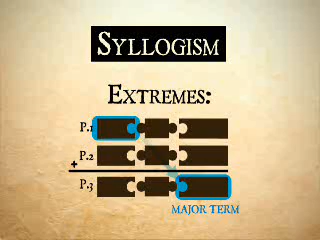 SYLLOGISM
EXTREMES:
P.1
P.2
+
P.3
MAJOR TERM